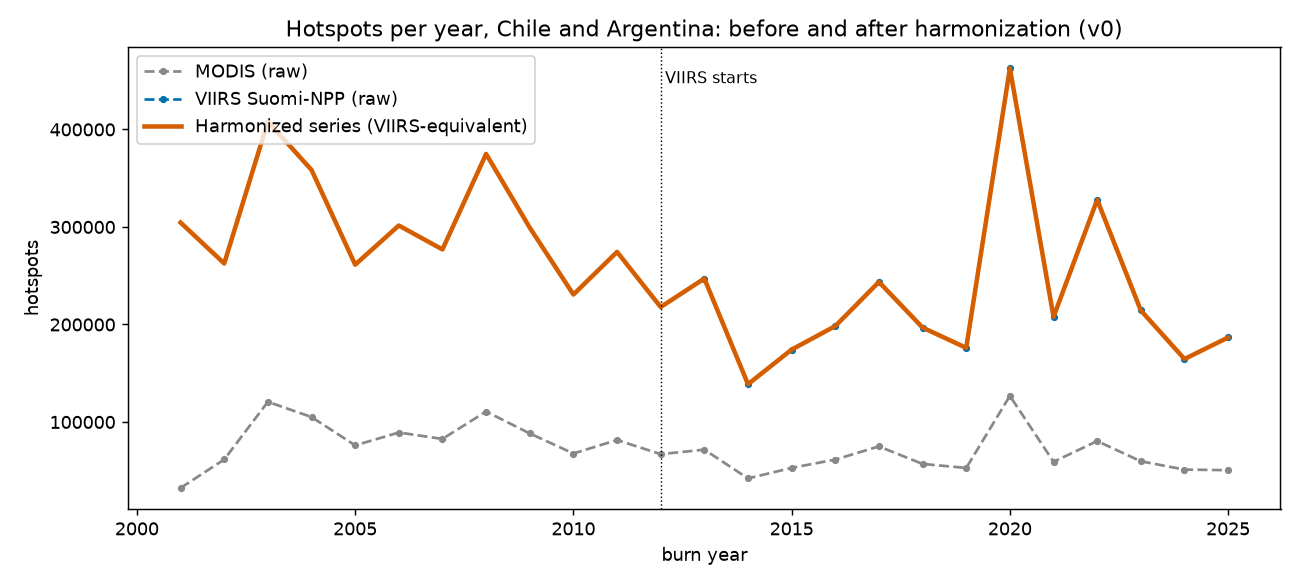 Hotspots per year, Chile and Argentina: before and after harmonization (v0)
MODIS (raw)
VIIRS Suomi-NPP (raw)
Harmonized series (VIIRS-equivalent)
VIIRS starts
hotspots
400000
300000
200000
100000
2000 2005 2010 2015 2020 2025
burn year